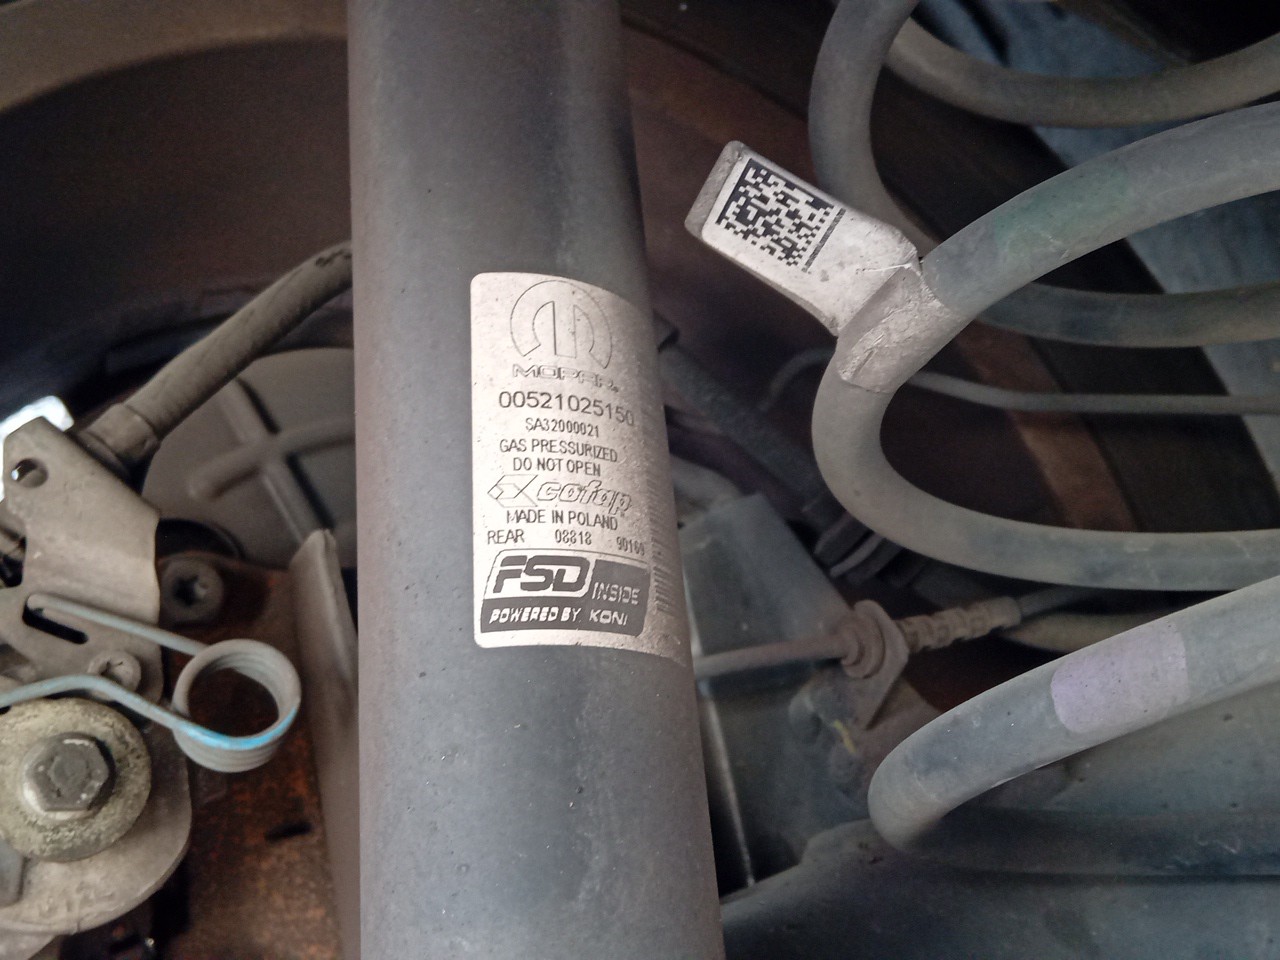 MOPAR®
00521025150
SA32000021
GAS PRESSURIZED
DO NOT OPEN
cofap
MADE IN POLAND
REAR 08818
FSD INSIDE
POWERED BY KONI